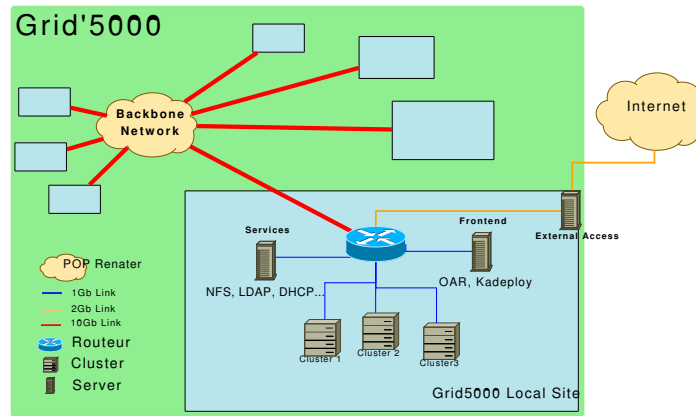 Grid'5000
Backbone
Network
Internet
Services
Frontend
External Access
NFS, LDAP, DHCP...
OAR, Kadeploy
POP Renater
1Gb Link
2Gb Link
10Gb Link
Routeur
Cluster
Server
Cluster 1
Cluster 2
Cluster3
Grid5000 Local Site